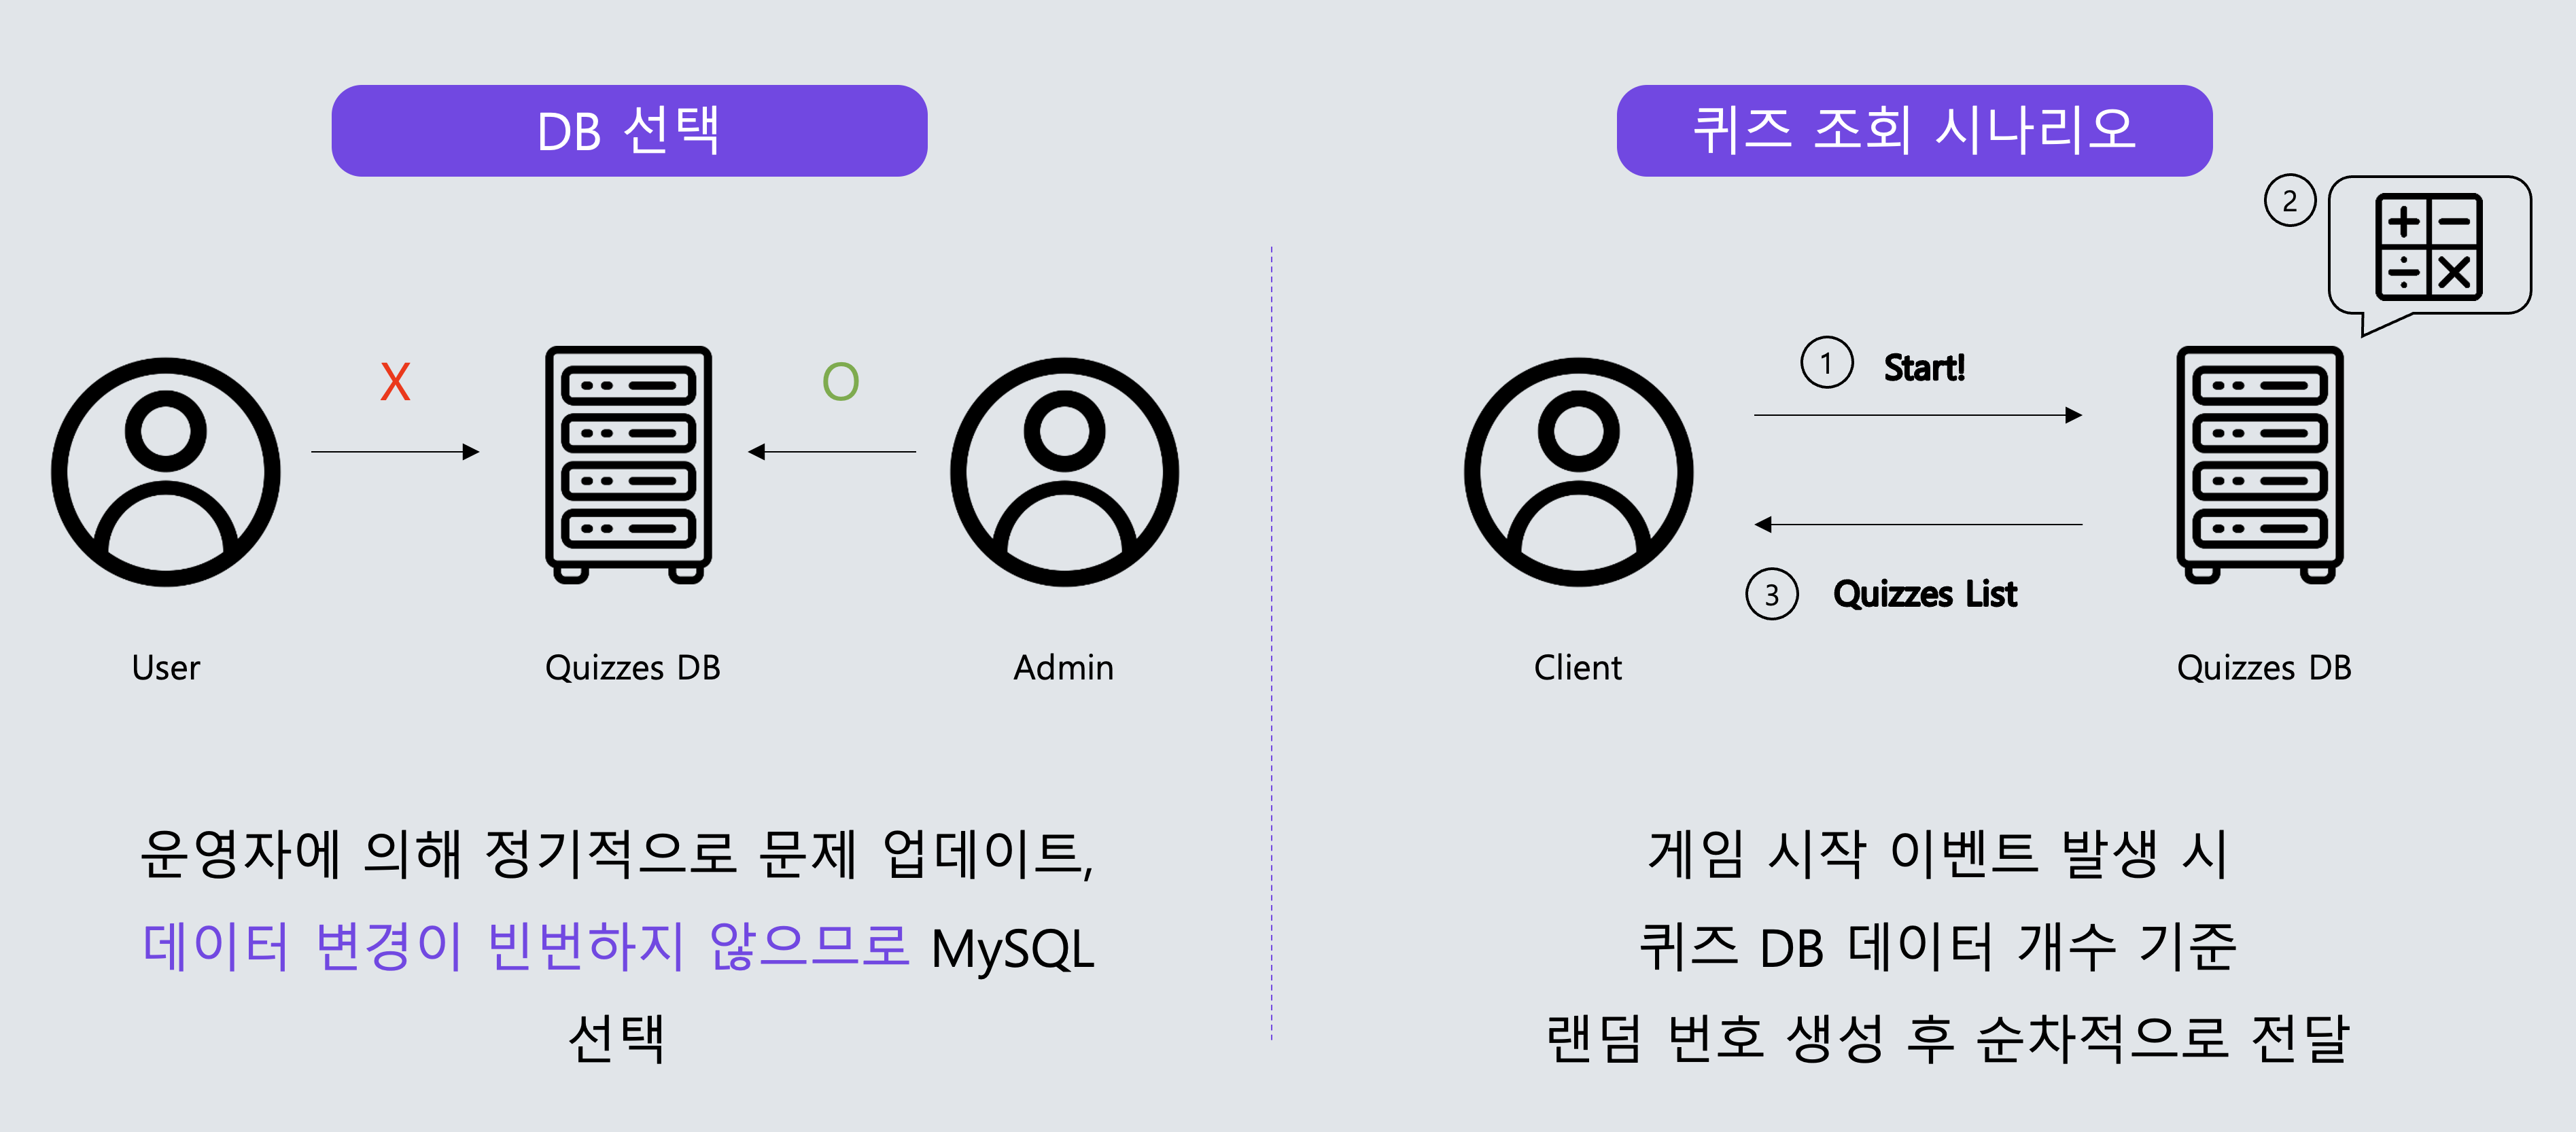 DB 선택
X
O
User
Quizzes DB
Admin
운영자에 의해 정기적으로 문제 업데이트,
데이터 변경이 빈번하지 않으므로 MySQL
선택
퀴즈 조회 시나리오
2
1 Start!
3 Quizzes List
Client
Quizzes DB
게임 시작 이벤트 발생 시
퀴즈 DB 데이터 개수 기준
랜덤 번호 생성 후 순차적으로 전달